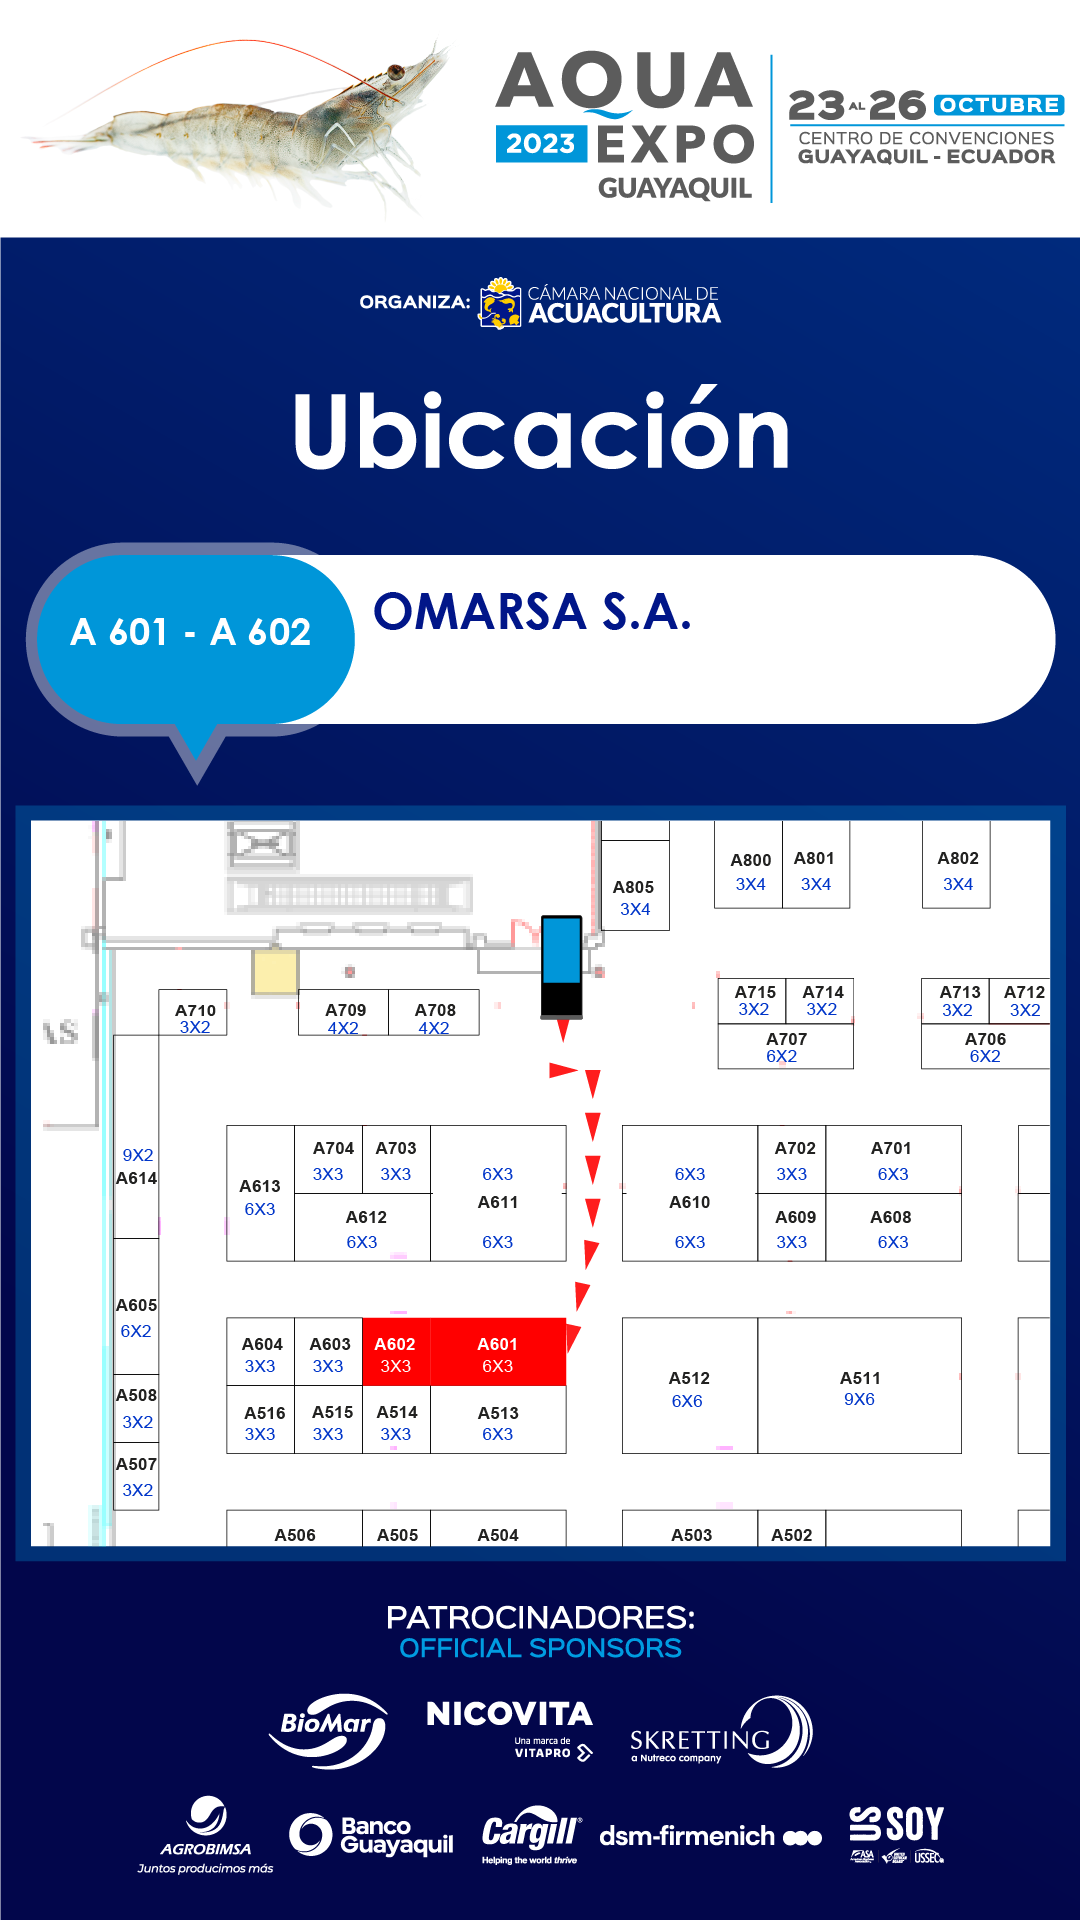 AQUA
2023 EXPO
GUAYAQUIL
23 AL 26 OCTUBRE
CENTRO DE CONVENCIONES
GUAYAQUIL - ECUADOR
ORGANIZA:
CÁMARA NACIONAL DE
ACUACULTURA
Ubicación
A 601 - A 602
OMARSA S.A.
A805
3X4
A800
3X4
A801
3X4
A802
3X4
AS
A710
3X2
A709
4X2
A708
4X2
A715
3X2
A714
3X2
A713
3X2
A712
3X2
A707
6X2
A706
6X2
9X2
A614
A613
6X3
A704
3X3
A703
3X3
A612
6X3
6X3
A611
6X3
6X3
A610
6X3
A702
3X3
A701
6X3
A609
3X3
A608
6X3
A605
6X2
A604
3X3
A603
3X3
A602
3X3
A601
6X3
A512
6X6
A511
9X6
A508
3X2
A516
3X3
A515
3X3
A514
3X3
A513
6X3
A507
3X2
A506
A505
A504
A503
A502
PATROCINADORES:
OFFICIAL SPONSORS
BioMar
NICOVITA
Una marca de
VITAPRO
SKRETTING
a Nutreco company
AGROBIMSA
Juntos producimos más
Banco
Guayaquil
Cargill®
Helping the world thrive
dsm-firmenich
US SOY
ASA
USSEC